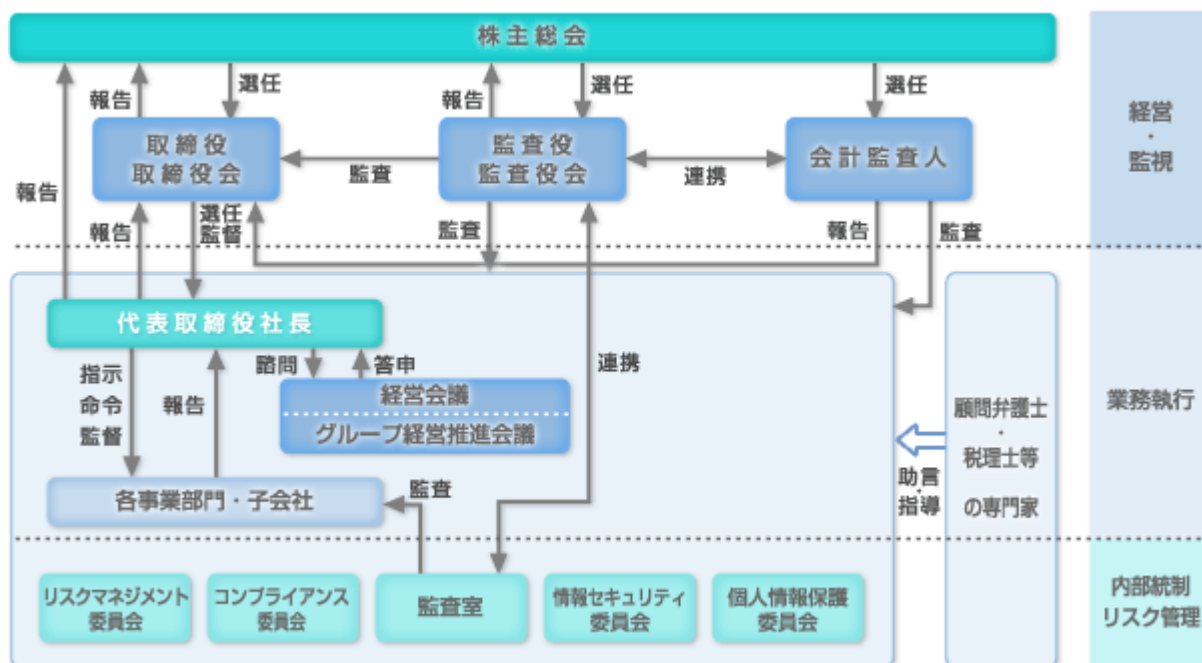 株主総会
報告
選任
報告
選任
選任
報告
取締役
取締役会
監査
監査役
監査役会
連携
会計監査人
経営
・
監視
報告
選任
監督
監査
報告
監査
代表取締役社長
指示
命令
監督
報告
諮問
答申
経営会議
グループ経営推進会議
連携
助言
・
指導
顧問弁護士
・
税理士等
の専門家
業務執行
各事業部門・子会社
監査
リスクマネジメント
委員会
コンプライアンス
委員会
監査室
情報セキュリティ
委員会
個人情報保護
委員会
内部統制
リスク管理